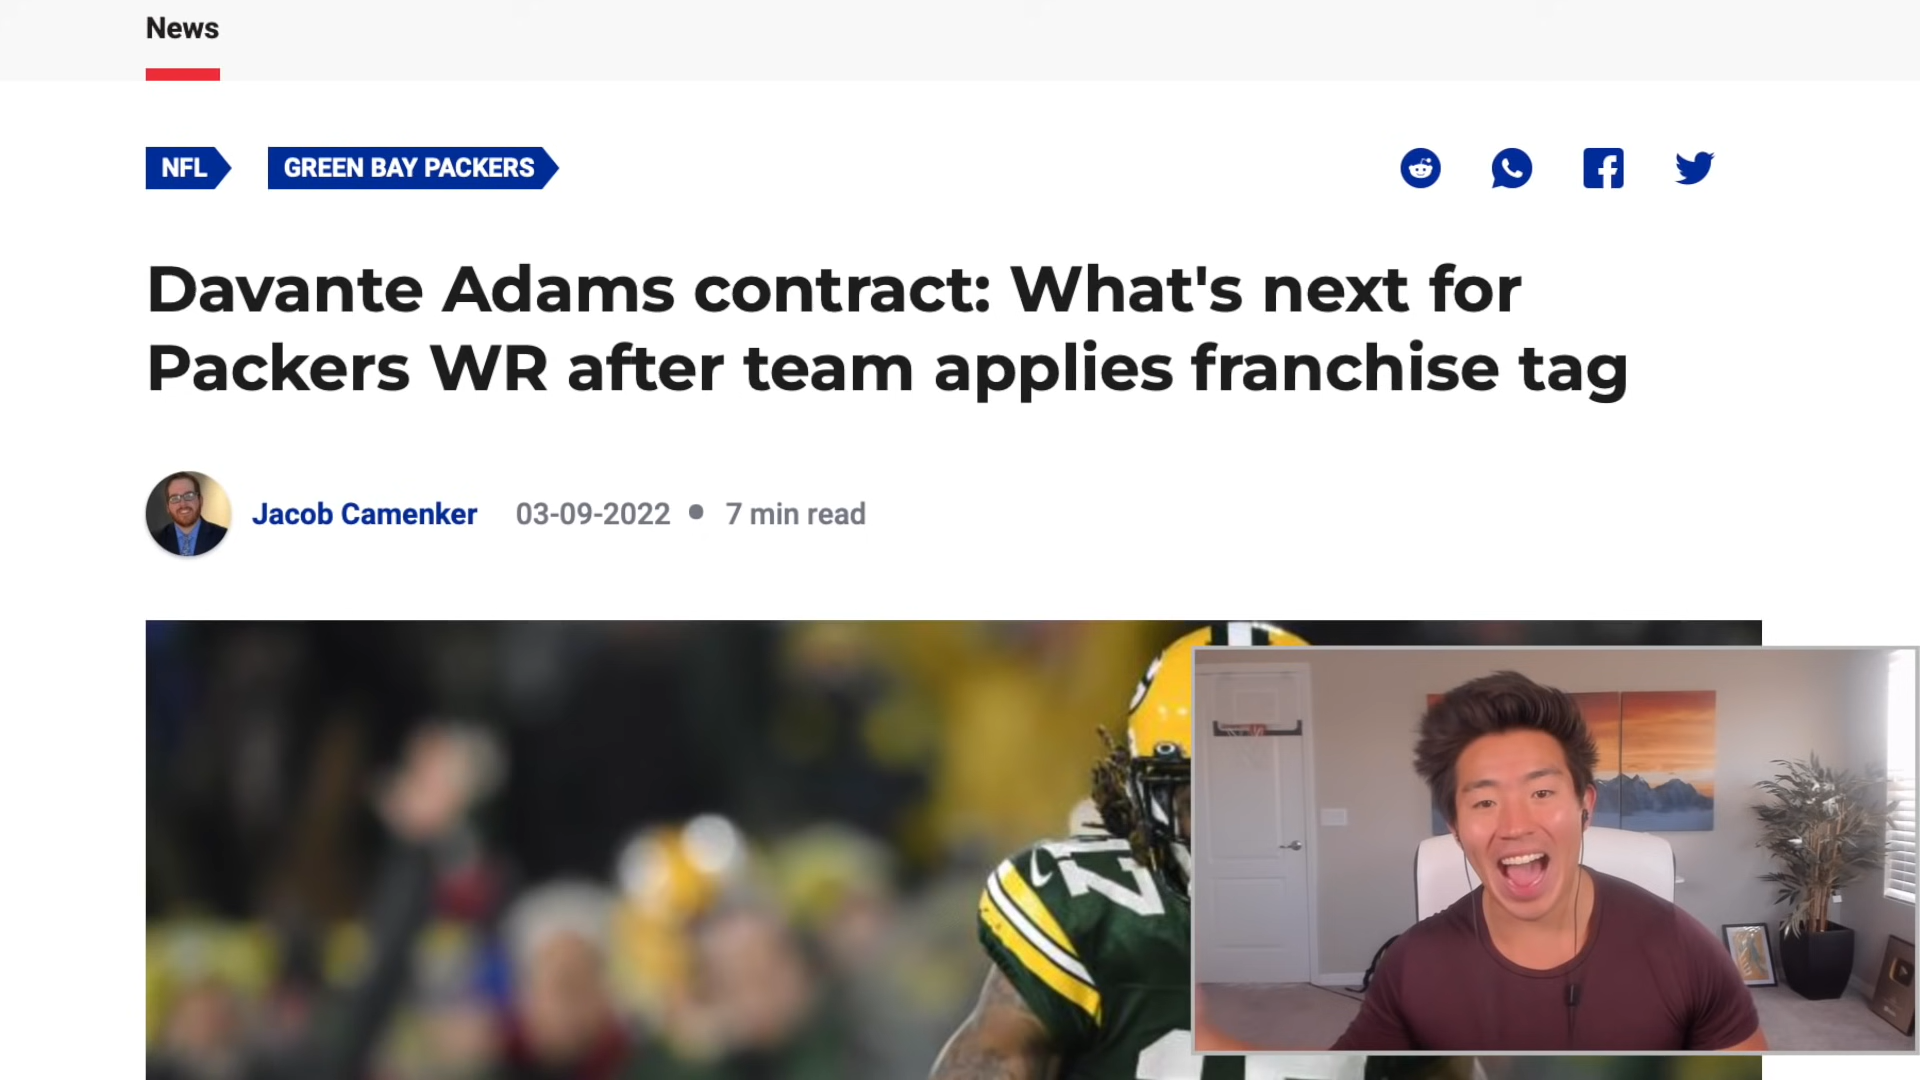 News
NFL
GREEN BAY PACKERS
Davante Adams contract: What's next for
Packers WR after team applies franchise tag
Jacob Camenker 03-09-2022 • 7 min read
17